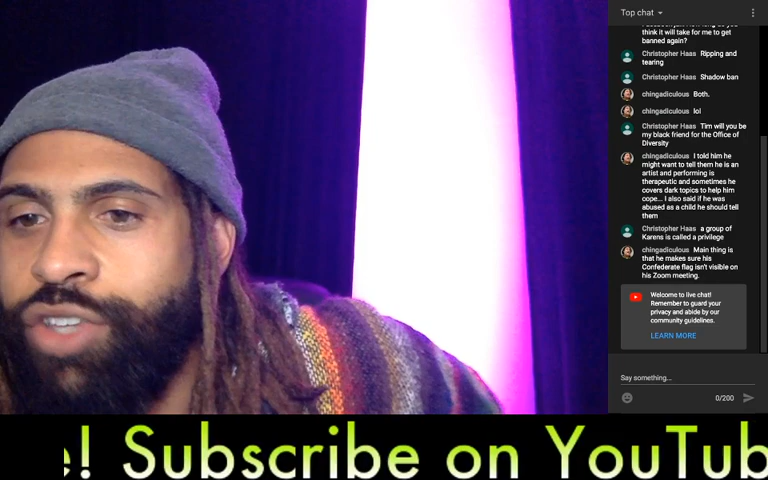 Top chat
think it will take for me to get
banned again?
Christopher Haas Ripping and
tearing
Christopher Haas Shadow ban
chingadiculous Both.
chingadiculous lol
Christopher Haas Tim will you be
my black friend for the Office of
Diversity
chingadiculous I told him he
might want to tell them he is an
artist and performing is
therapeutic and sometimes he
covers dark topics to help him
cope... I also said if he was
abused as a child he should tell
them
Christopher Haas a group of
Karens is called a privilege
chingadiculous Main thing is
that he makes sure his
Confederate flag isn't visible on
his Zoom meeting.
Welcome to live chat!
Remember to guard your
privacy and abide by our
community guidelines.
LEARN MORE
Say something...
0/200
e! Subscribe on YouTub